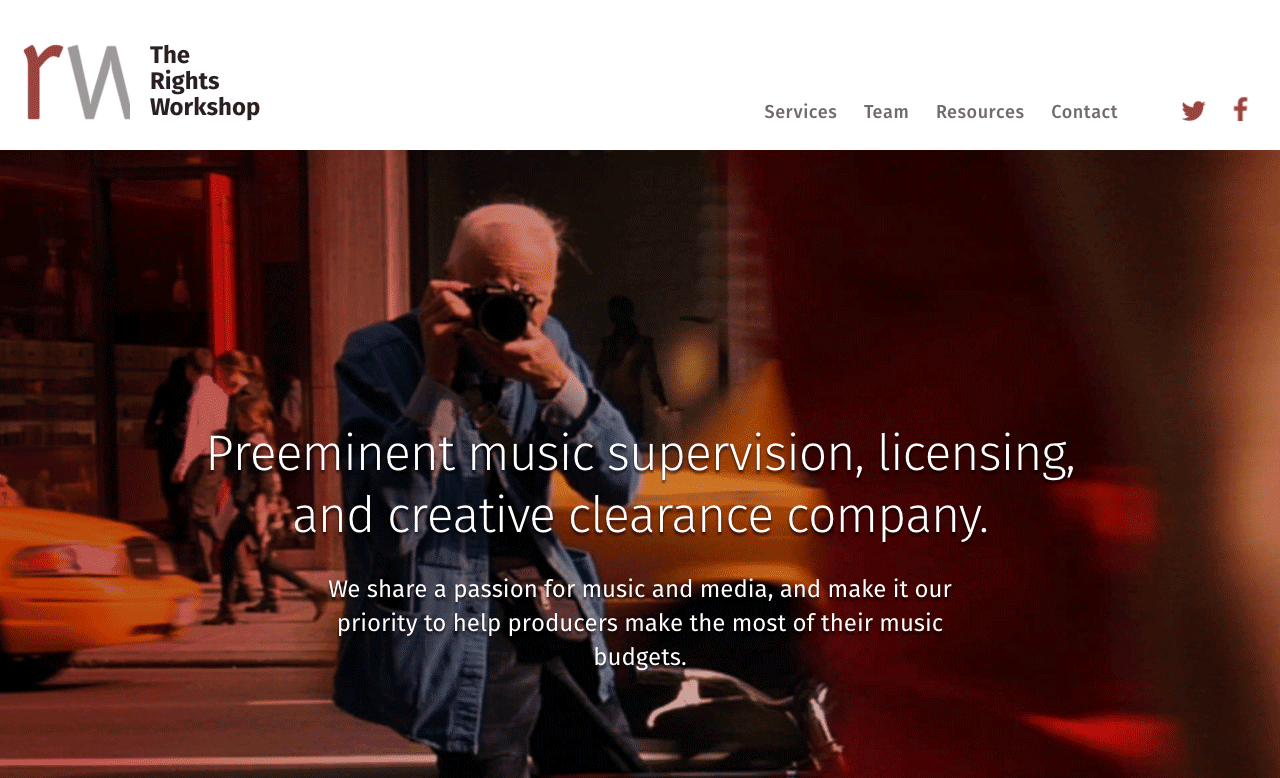 rw
The
Rights
Workshop
Services Team Resources Contact
Preeminent music supervision, licensing,
and creative clearance company.
We share a passion for music and media, and make it our
priority to help producers make the most of their music
budgets.